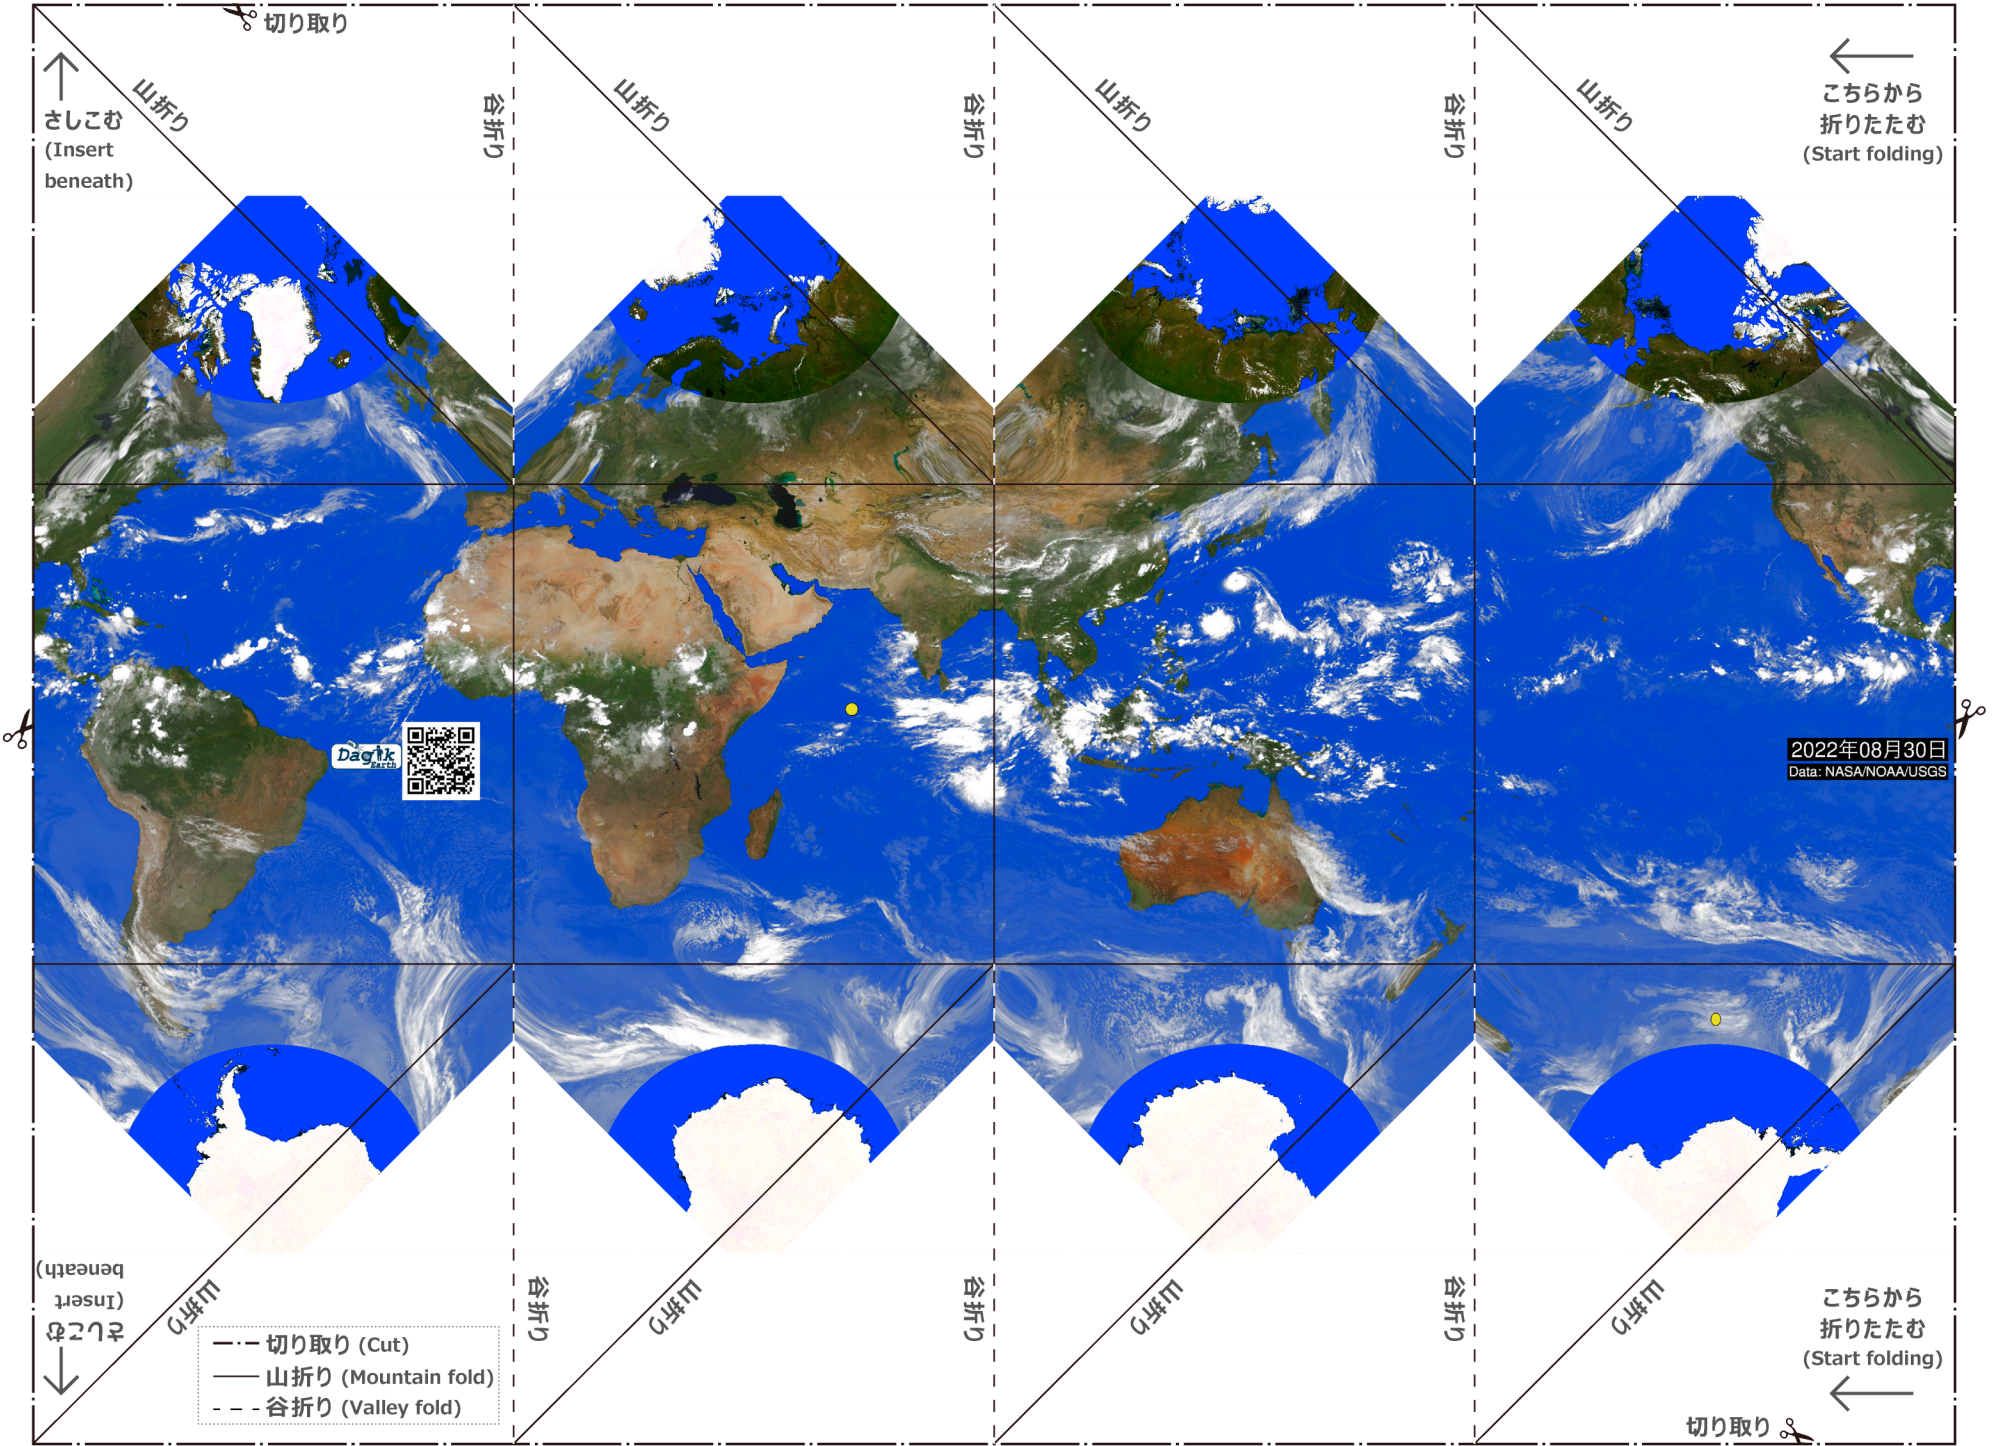 切り取り
さしこむ
(Insert
beneath)
山折り
谷折り
山折り
谷折り
山折り
谷折り
山折り
こちらから
折りたたむ
(Start folding)
Dagik
Earth
2022年08月30日
Data: NASA/NOAA/USGS
さしこむ
(Insert
beneath)
山折り
谷折り
山折り
谷折り
山折り
谷折り
山折り
こちらから
折りたたむ
(Start folding)
切り取り (Cut)
山折り (Mountain fold)
谷折り (Valley fold)
切り取り